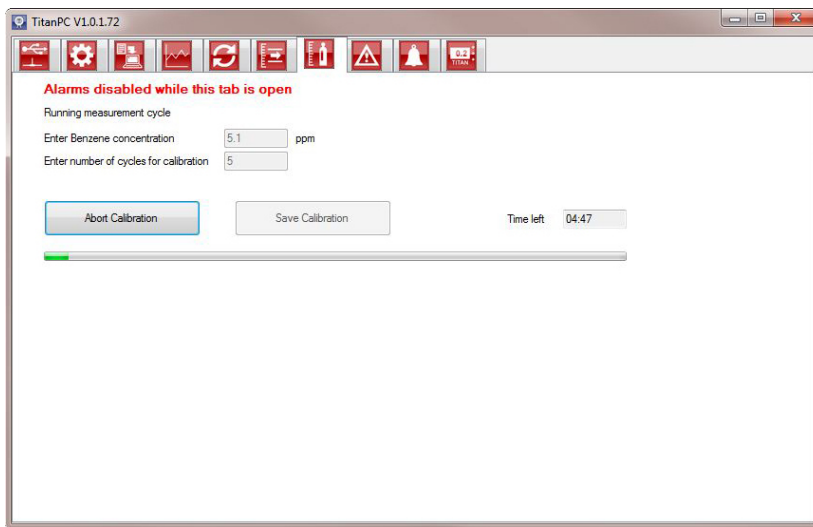 TitanPC V1.0.1.72
0.2
TITAN
Alarms disabled while this tab is open
Running measurement cycle
Enter Benzene concentration 5.1 ppm
Enter number of cycles for calibration 5
Abort Calibration Save Calibration Time left 04:47